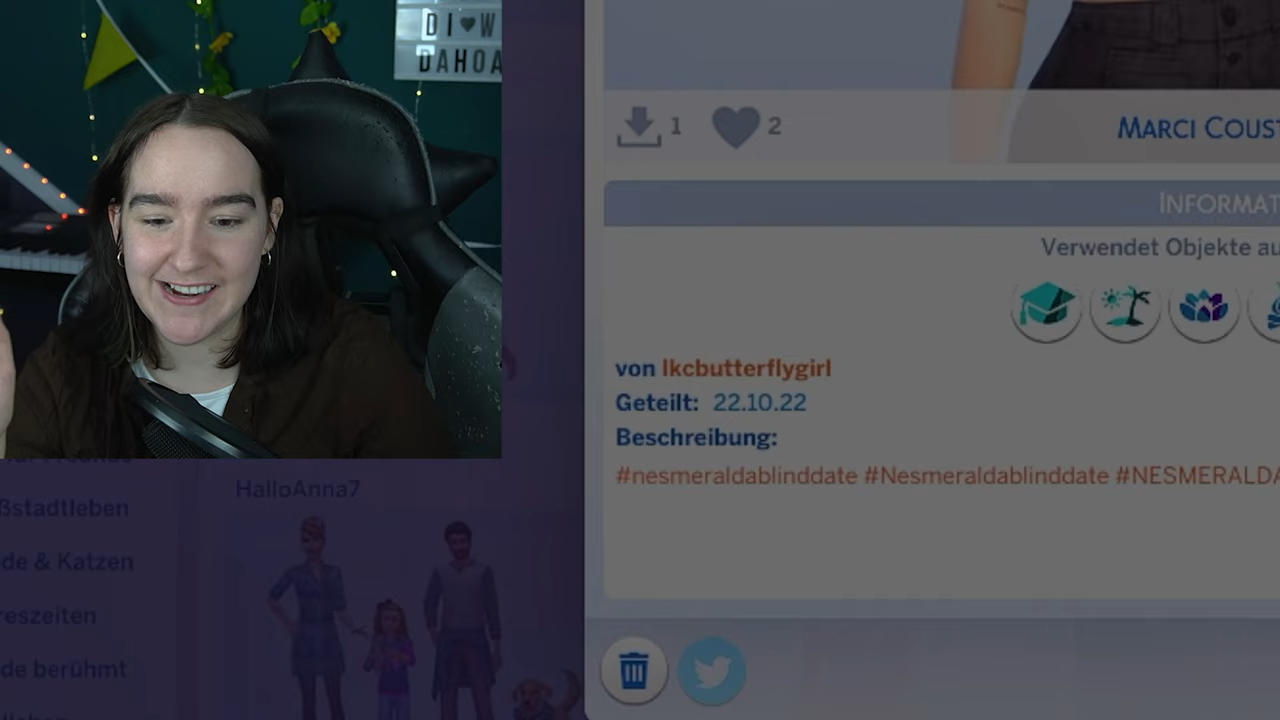 DI♥W
DAHOA
1
2
MARCI COUST
INFORMAT
Verwendet Objekte au
von lkcbutterflygirl
Geteilt: 22.10.22
Beschreibung:
#nesmeraldablinddate #Nesmeraldablinddate #NESMERALDA
HalloAnna7
ßstadtleben
de & Katzen
reszeiten
de berühmt